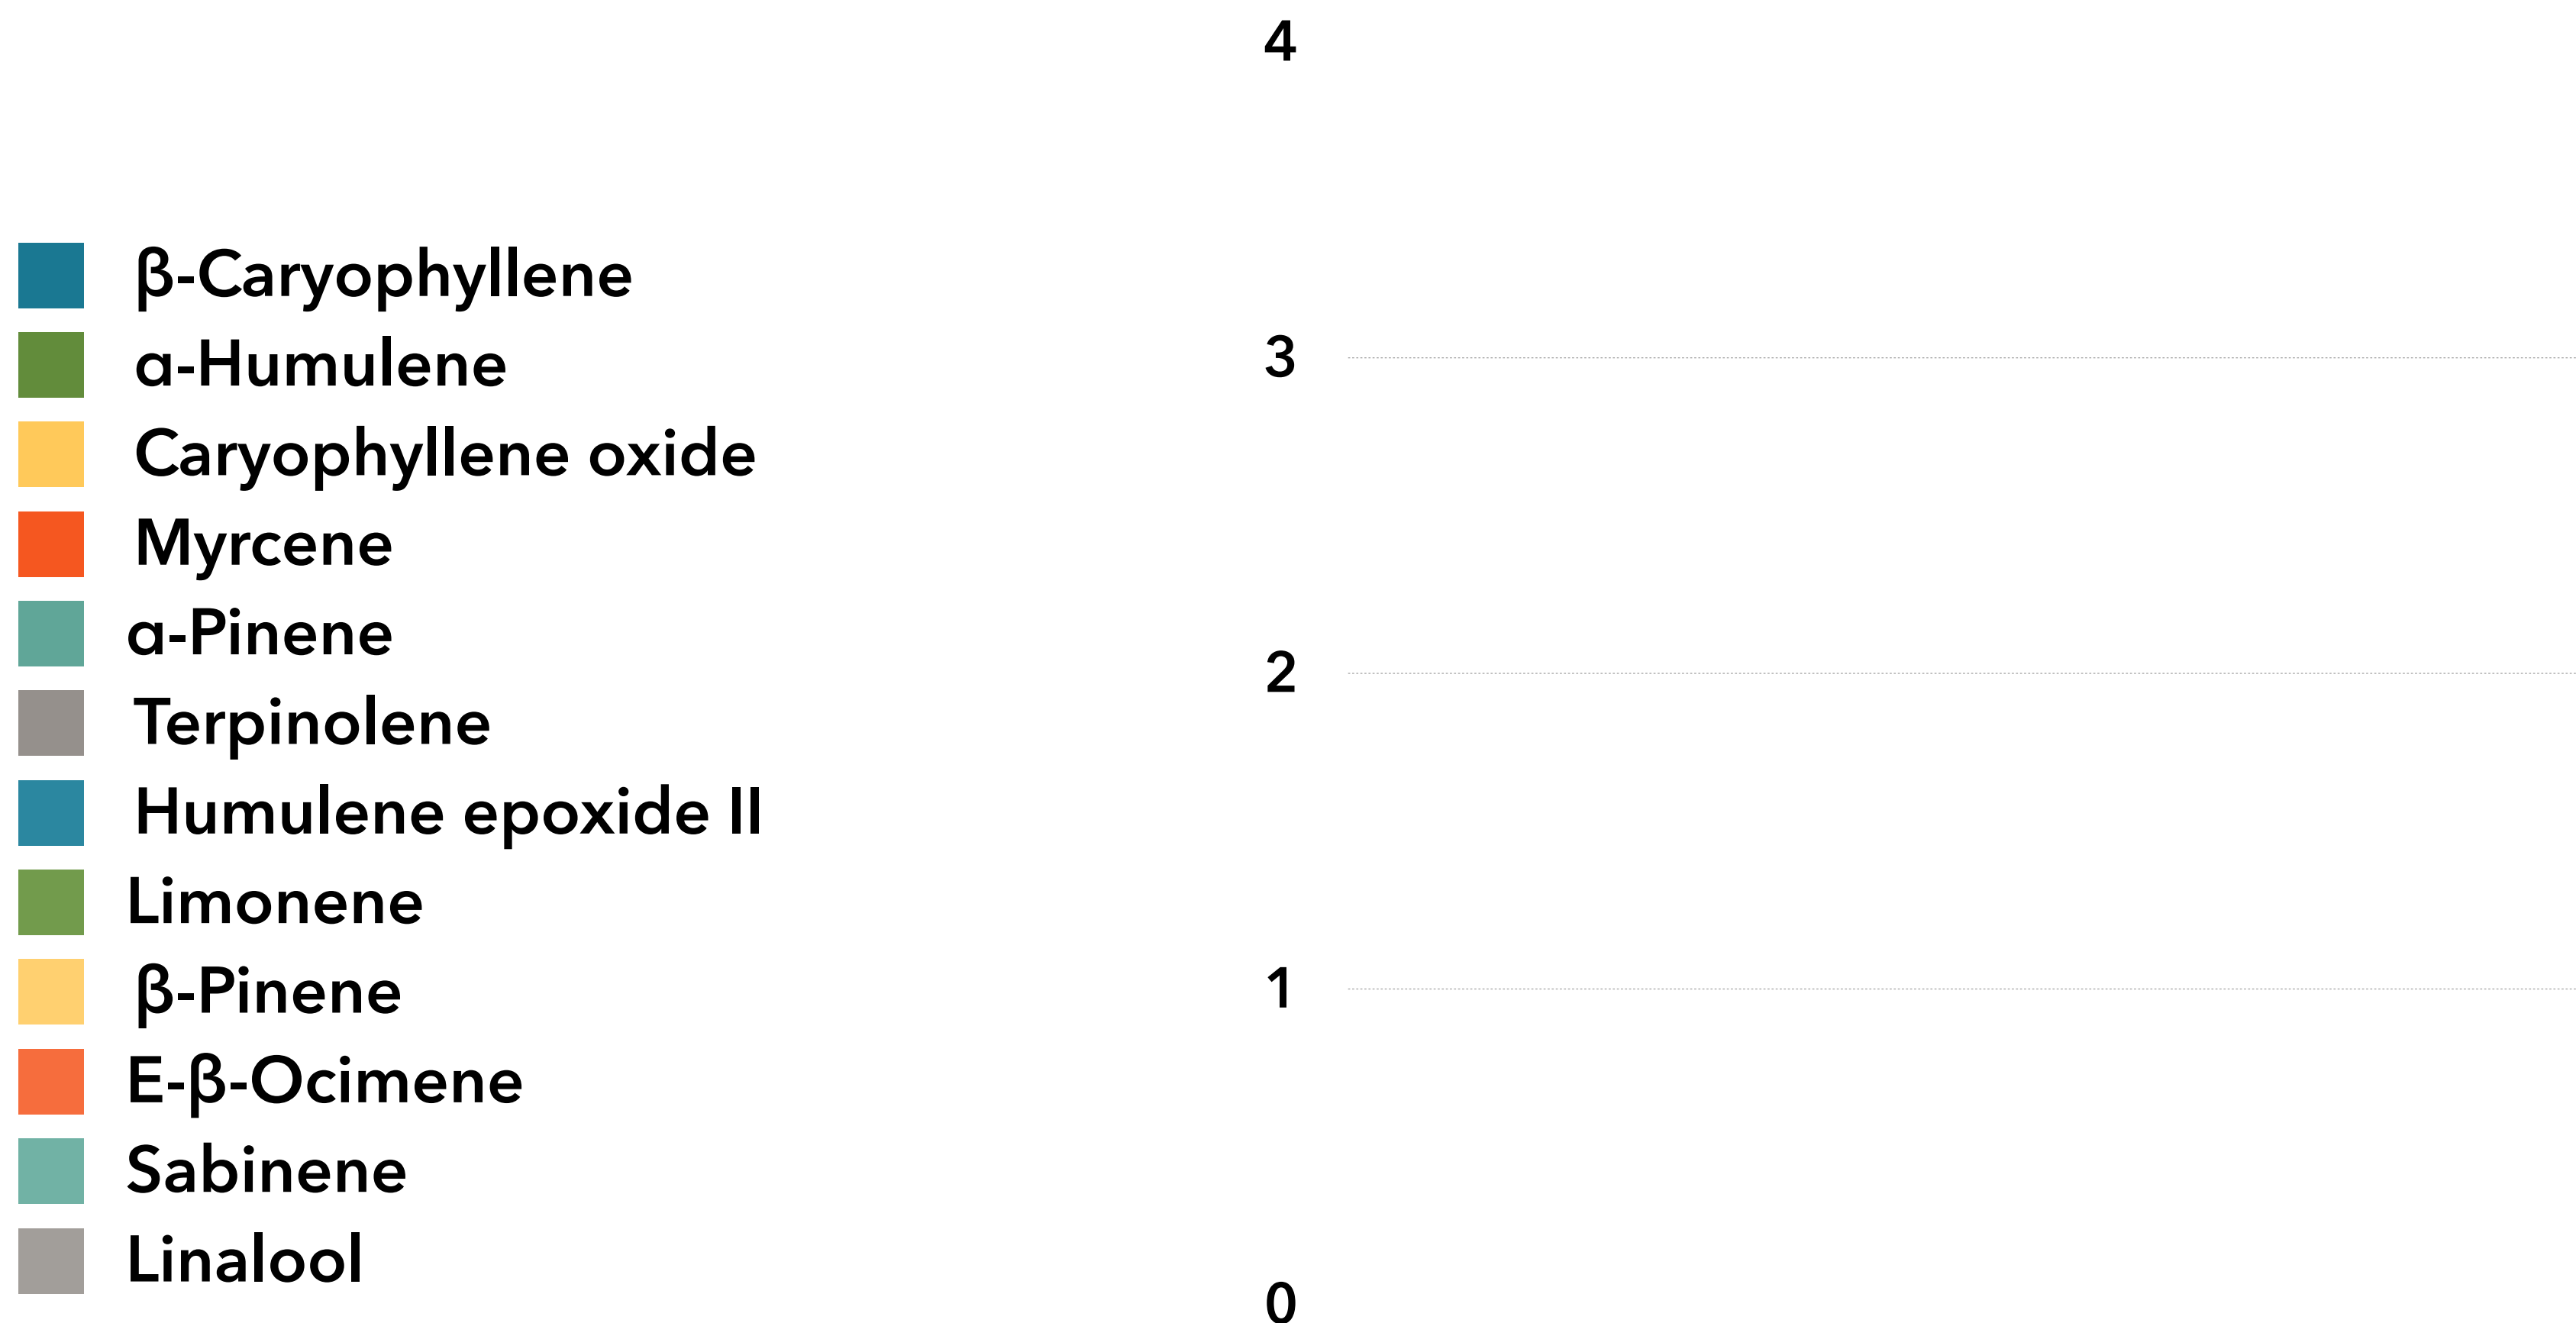 β-Caryophyllene
α-Humulene
Caryophyllene oxide
Myrcene
α-Pinene
Terpinolene
Humulene epoxide II
Limonene
β-Pinene
E-β-Ocimene
Sabinene
Linalool
4
3
2
1
0